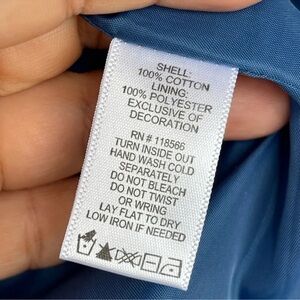 SHELL:
100% COTTON
LINING:
100% POLYESTER
EXCLUSIVE OF
DECORATION
RN # 118566
TURN INSIDE OUT
HAND WASH COLD
SEPARATELY
DO NOT BLEACH
DO NOT TWIST
OR WRING
LAY FLAT TO DRY
LOW IRON IF NEEDED